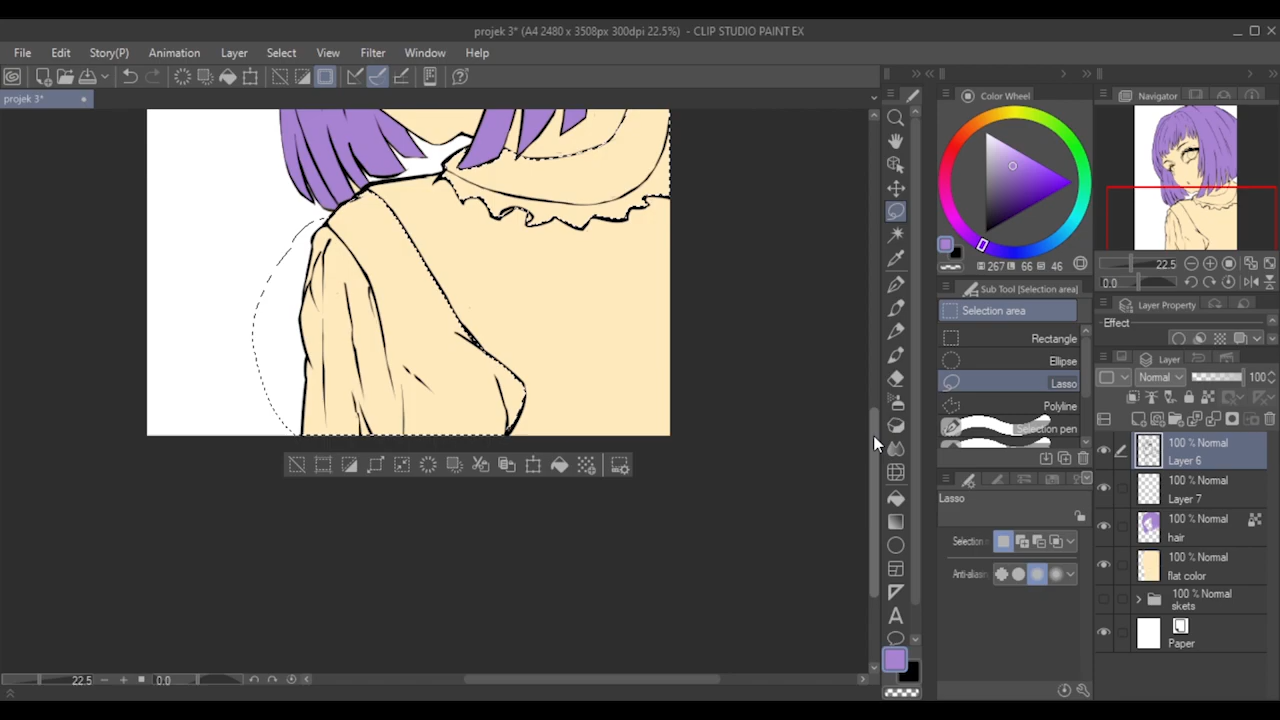 projek 3* (A4 2480 x 3508px 300dpi 22.5%) - CLIP STUDIO PAINT EX
File Edit Story(P) Animation Layer Select View Filter Window Help
projek 3*
Color Wheel
Navigator
267 L 66 46
22.5
0.0
Sub Tool [Selection area]
Selection area
Rectangle
Ellipse
Lasso
Polyline
Selection pen
Layer Property
Effect
Layer
Normal 100
100 % Normal
Layer 6
100 % Normal
Layer 7
100 % Normal
hair
100 % Normal
flat color
100 % Normal
skets
Paper
Lasso
Selection
Anti-aliasin
A
22.5 0.0